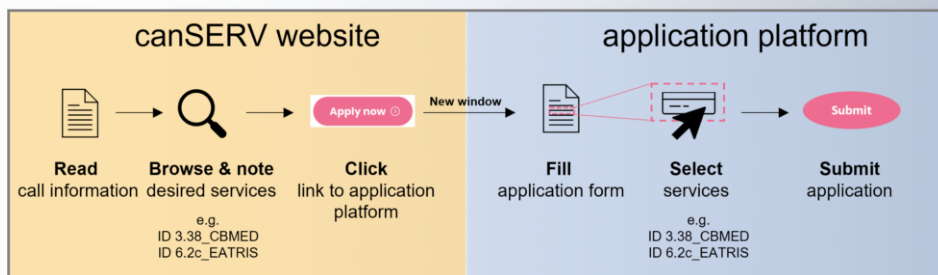 canSERV website
application platform
Apply now
New window
Submit
Read
call information
Browse & note
desired services
e.g.
ID 3.38_CBMED
ID 6.2c_EATRIS
Click
link to application
platform
Fill
application form
Select
services
e.g.
ID 3.38_CBMED
ID 6.2c_EATRIS
Submit
application